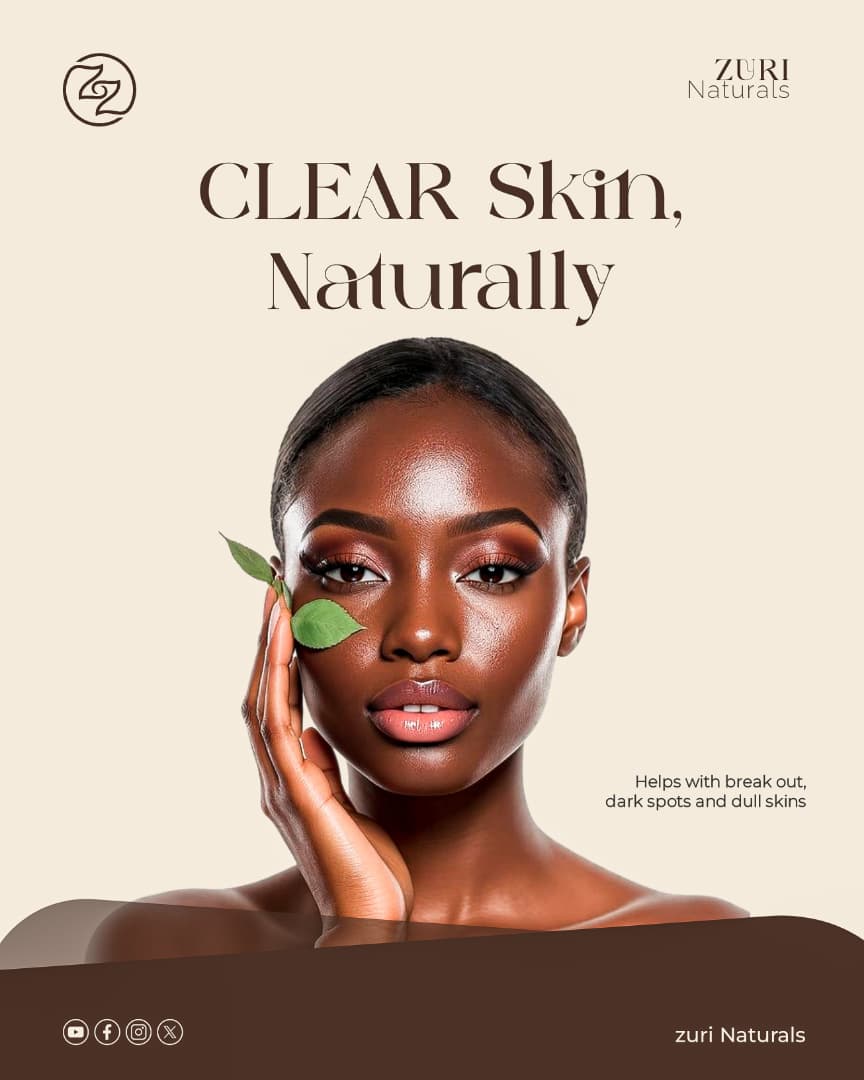 ZURI
Naturals
CLEAR Skin,
Naturally
Helps with break out,
dark spots and dull skins
zuri Naturals